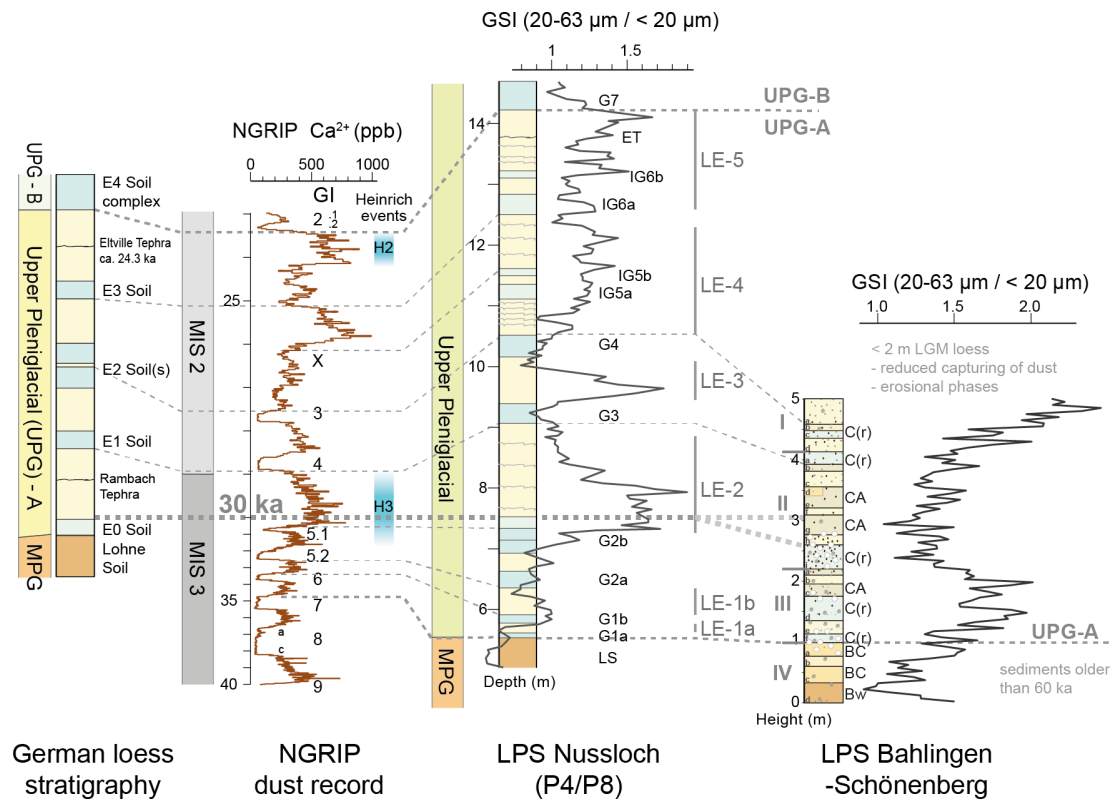 GSI (20-63 µm / < 20 µm)
1
1.5
UPG-B
UPG-A
NGRIP Ca²⁺ (ppb)
0
500
1000
GI
Heinrich
events
UPG - B
Upper Pleniglacial (UPG) - A
MPG
E4 Soil
complex
Eltville Tephra
ca. 24.3 ka
E3 Soil
E2 Soil(s)
E1 Soil
Rambach
Tephra
E0 Soil
Lohne
Soil
MIS 2
MIS 3
25
30 ka
35
40
2 .1
.2
X
3
4
5.1
5.2
6
7
a
8
c
9
H2
H3
Upper Pleniglacial
MPG
14
12
10
8
6
Depth (m)
G7
ET
IG6b
IG6a
IG5b
IG5a
G4
G3
G2b
G2a
G1b
G1a
LS
LE-5
LE-4
LE-3
LE-2
LE-1b
LE-1a
GSI (20-63 µm / < 20 µm)
1.0
1.5
2.0
< 2 m LGM loess
- reduced capturing of dust
- erosional phases
5
4
3
2
1
0
Height (m)
I
II
III
IV
C(r)
C(r)
CA
CA
C(r)
CA
C(r)
C(r)
BC
BC
Bw
UPG-A
sediments older
than 60 ka
German loess
stratigraphy
NGRIP
dust record
LPS Nussloch
(P4/P8)
LPS Bahlingen
-Schönenberg